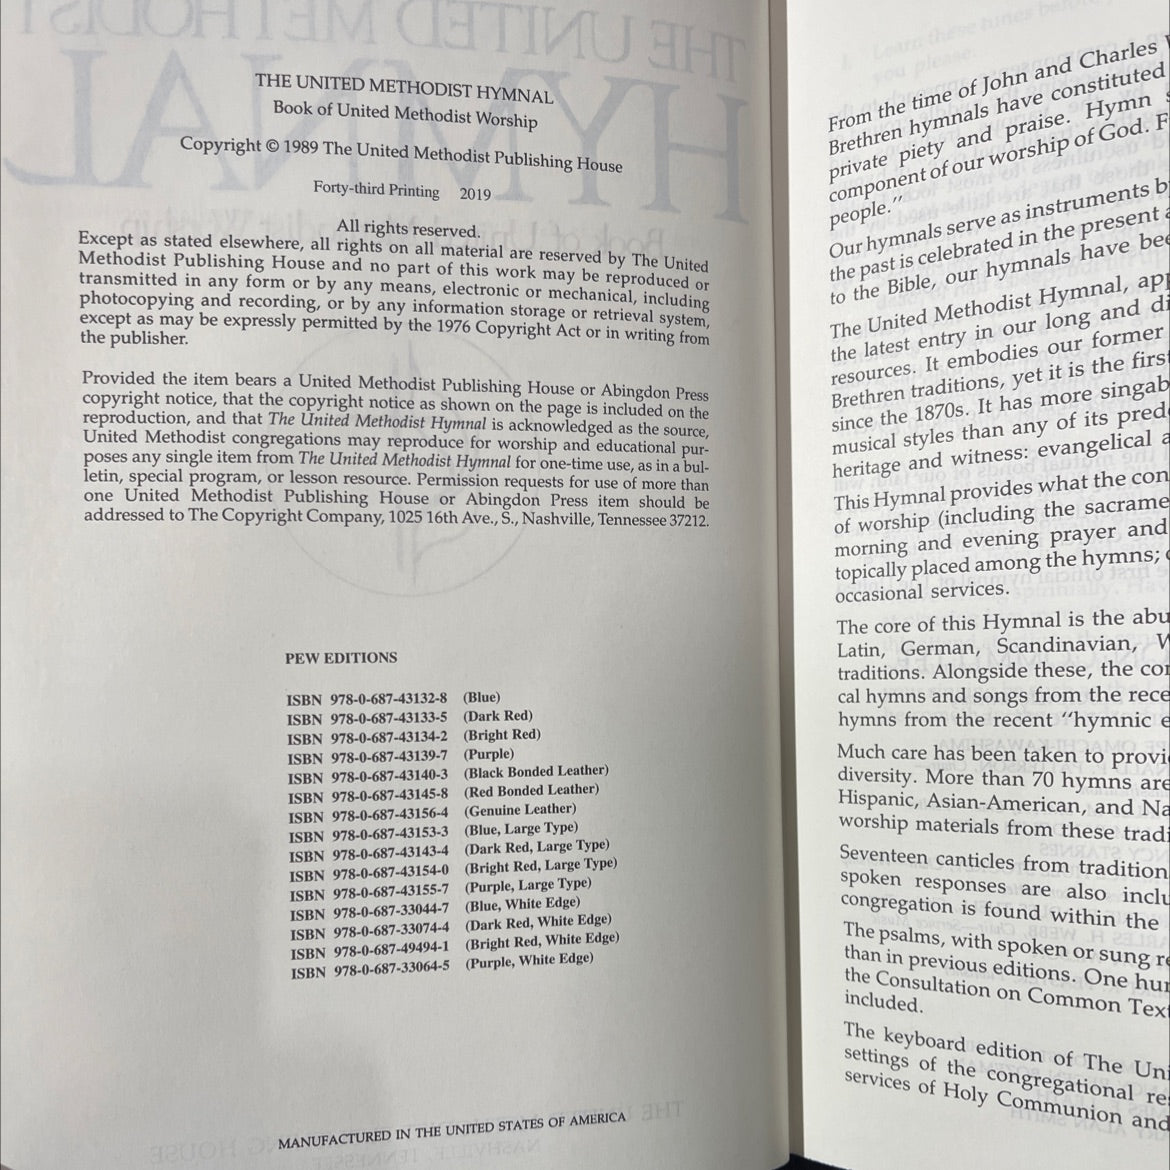 THE UNITED METHODIST HYMNAL
Book of United Methodist Worship
Copyright © 1989 The United Methodist Publishing House
Forty-third Printing 2019
All rights reserved.
Except as stated elsewhere, all rights on all material are reserved by The United
Methodist Publishing House and no part of this work may be reproduced or
transmitted in any form or by any means, electronic or mechanical, including
photocopying and recording, or by any information storage or retrieval system,
except as may be expressly permitted by the 1976 Copyright Act or in writing from
the publisher.
Provided the item bears a United Methodist Publishing House or Abingdon Press
copyright notice, that the copyright notice as shown on the page is included on the
reproduction, and that The United Methodist Hymnal is acknowledged as the source,
United Methodist congregations may reproduce for worship and educational pur-
poses any single item from The United Methodist Hymnal for one-time use, as in a bul-
letin, special program, or lesson resource. Permission requests for use of more than
one United Methodist Publishing House or Abingdon Press item should be
addressed to The Copyright Company, 1025 16th Ave., S., Nashville, Tennessee 37212.
PEW EDITIONS
ISBN 978-0-687-43132-8 (Blue)
ISBN 978-0-687-43133-5 (Dark Red)
ISBN 978-0-687-43134-2 (Bright Red)
ISBN 978-0-687-43139-7 (Purple)
ISBN 978-0-687-43140-3 (Black Bonded Leather)
ISBN 978-0-687-43145-8 (Red Bonded Leather)
ISBN 978-0-687-43156-4 (Genuine Leather)
ISBN 978-0-687-43153-3 (Blue, Large Type)
ISBN 978-0-687-43143-4 (Dark Red, Large Type)
ISBN 978-0-687-43154-0 (Bright Red, Large Type)
ISBN 978-0-687-43155-7 (Purple, Large Type)
ISBN 978-0-687-33044-7 (Blue, White Edge)
ISBN 978-0-687-33074-4 (Dark Red, White Edge)
ISBN 978-0-687-49494-1 (Bright Red, White Edge)
ISBN 978-0-687-33064-5 (Purple, White Edge)
MANUFACTURED IN THE UNITED STATES OF AMERICA
From the time of John and Charles
Brethren hymnals have constituted
private piety and praise. Hymn
component of our worship of God.
people."
Our hymnals serve as instruments
the past is celebrated in the present
to the Bible, our hymnals have
The United Methodist Hymnal,
the latest entry in our long and
resources. It embodies our former
Brethren traditions, yet it is the first
since the 1870s. It has more
musical styles than any of its
heritage and witness: evangelical
This Hymnal provides what the
of worship (including the
morning and evening prayer and
topically placed among the hymns;
occasional services.
The core of this Hymnal is the
Latin, German, Scandinavian,
traditions. Alongside these, the
cal hymns and songs from the
hymns from the recent "hymnic
Much care has been taken to
diversity. More than 70 hymns are
Hispanic, Asian-American, and
worship materials from these
Seventeen canticles from
spoken responses are also
congregation is found within the
The psalms, with spoken or sung
than in previous editions. One
the Consultation on Common
included.
The keyboard edition of The
settings of the congregational
services of Holy Communion and